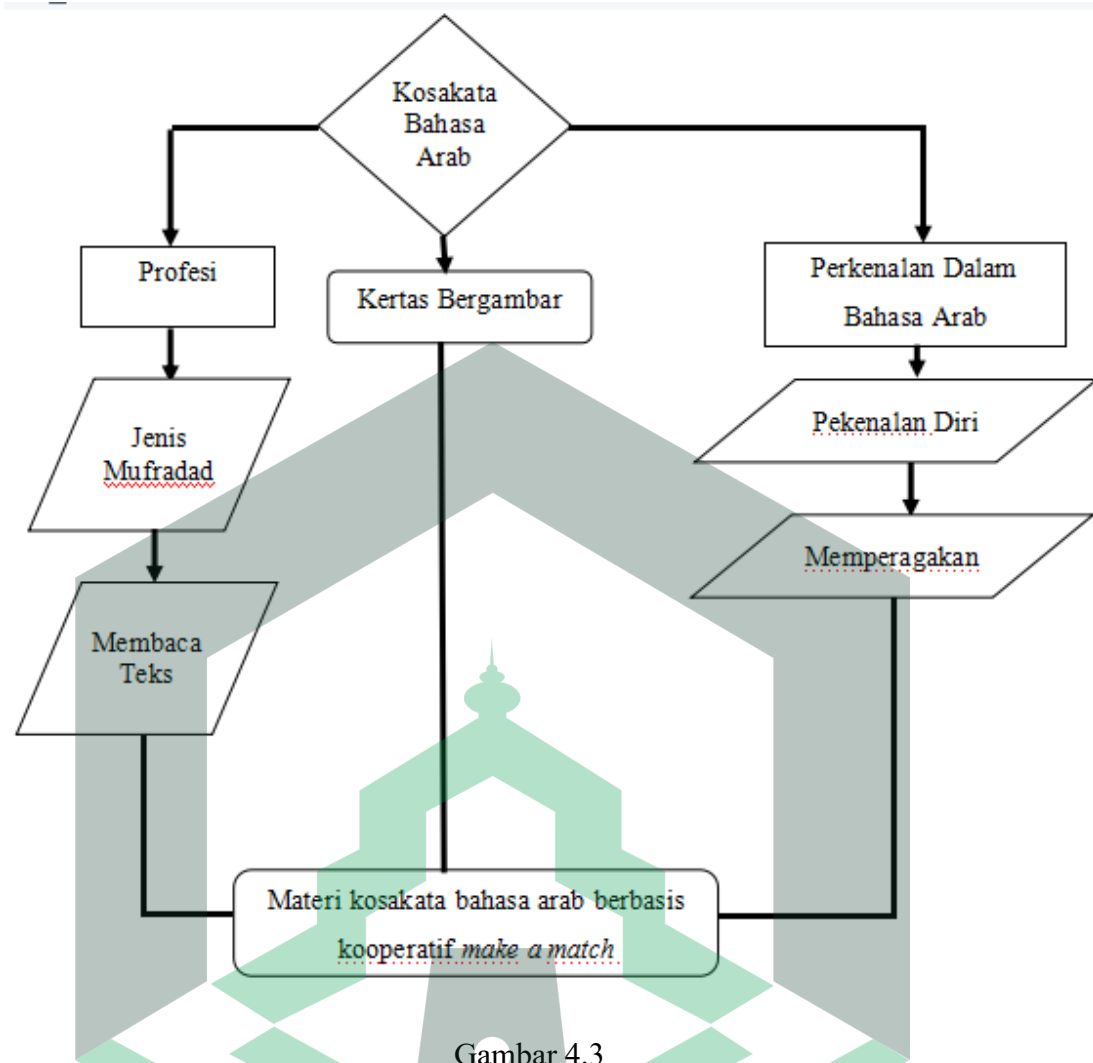 Kosakata
Bahasa
Arab
Profesi
Kertas Bergambar
Perkenalan Dalam
Bahasa Arab
Jenis
Mufradad
Pekenalan Diri
Memperagakan
Membaca
Teks
Materi kosakata bahasa arab berbasis
kooperatif make a match
Gambar 4.3